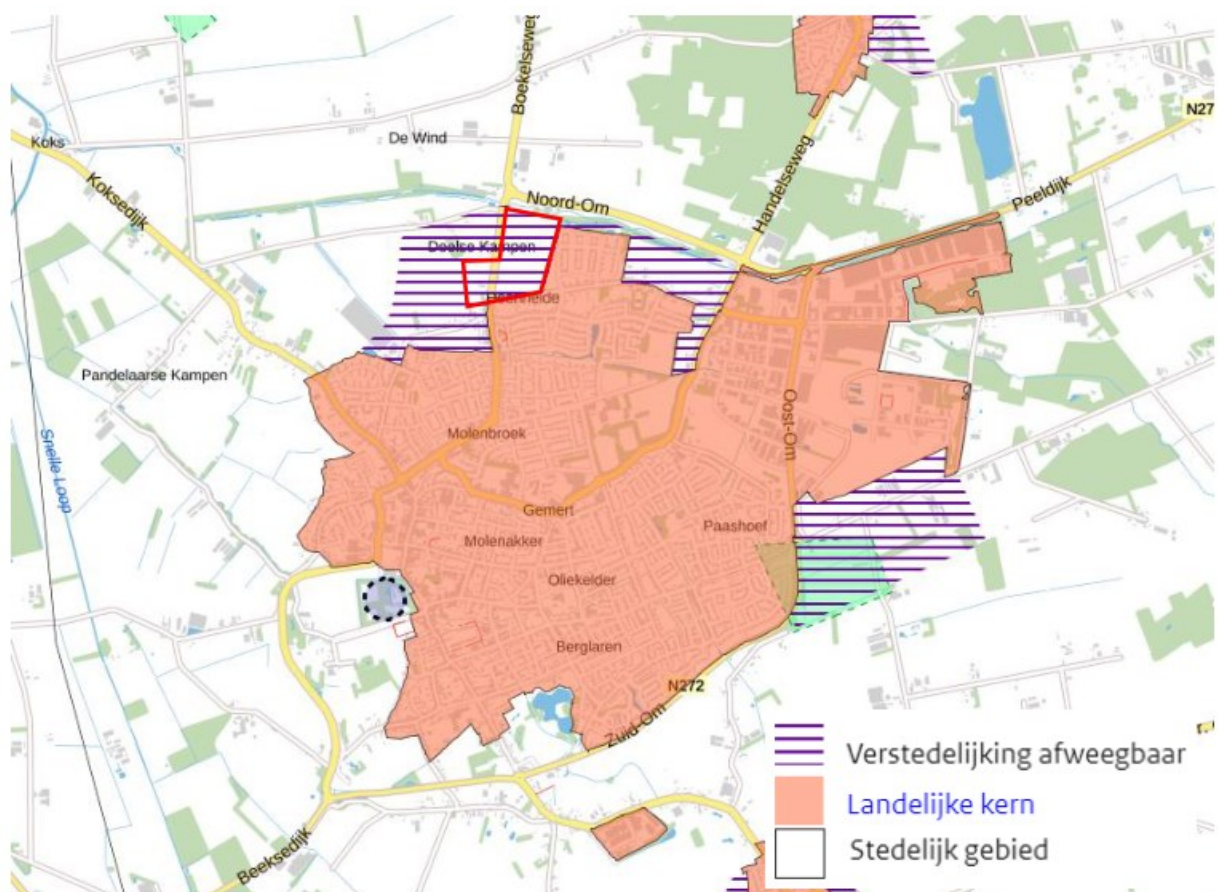 Boekelseweg
De Wind
Koks
N27
Handelseweg
Peeldijk
Koksedijk
Noord-Om
Deelse Kampen
Pandelaarse Kampen
Oost-Om
Molenbroek
Snelle Loop
Gemert
Paashoef
Molenakker
Oliekelder
Berglaren
N272
Zuid-Om
Beeksedijk
Verstedelijking afweegbaar
Landelijke kern
Stedelijk gebied